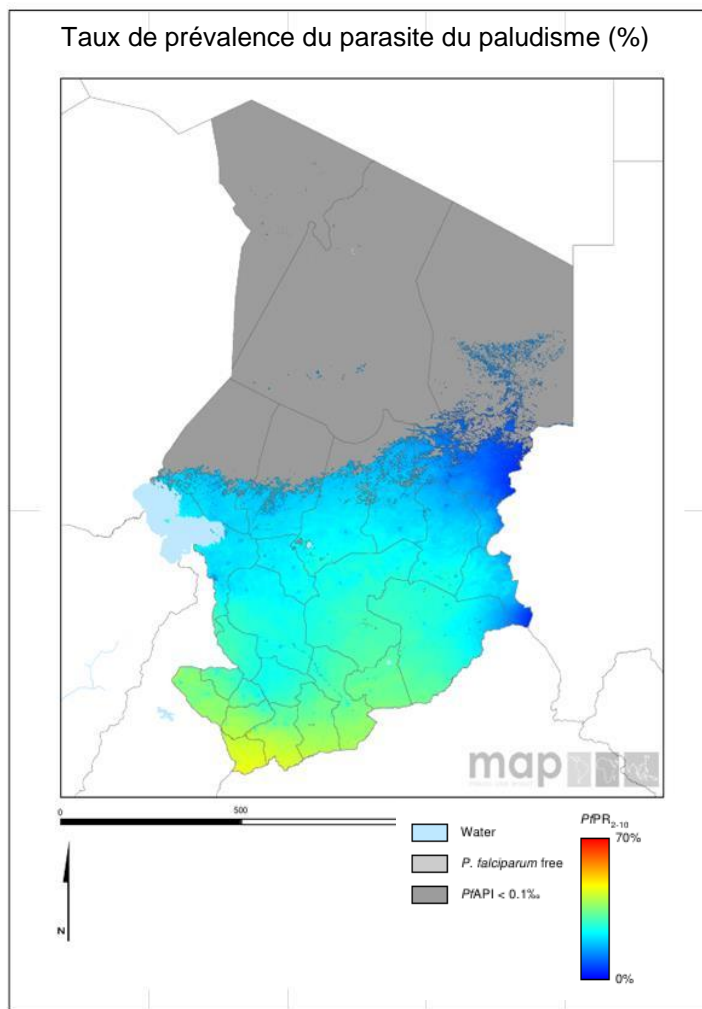 Taux de prévalence du parasite du paludisme (%)
map
0 500
Water
P. falciparum free
PfAPI < 0.1‰
PfPR2-10
70%
0%
N